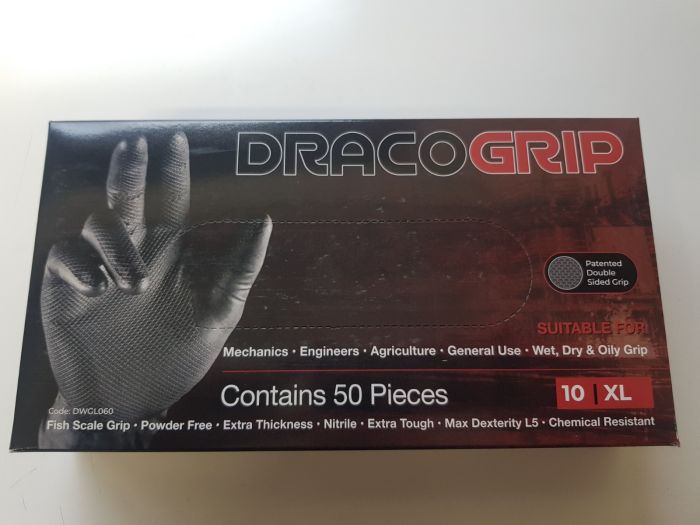 DRACOGRIP
Patented
Double
Sided Grip
SUITABLE FOR
Mechanics • Engineers • Agriculture • General Use • Wet, Dry & Oily Grip
Contains 50 Pieces
10 | XL
Code: DWGL060
Fish Scale Grip • Powder Free • Extra Thickness • Nitrile • Extra Tough • Max Dexterity L5 • Chemical Resistant